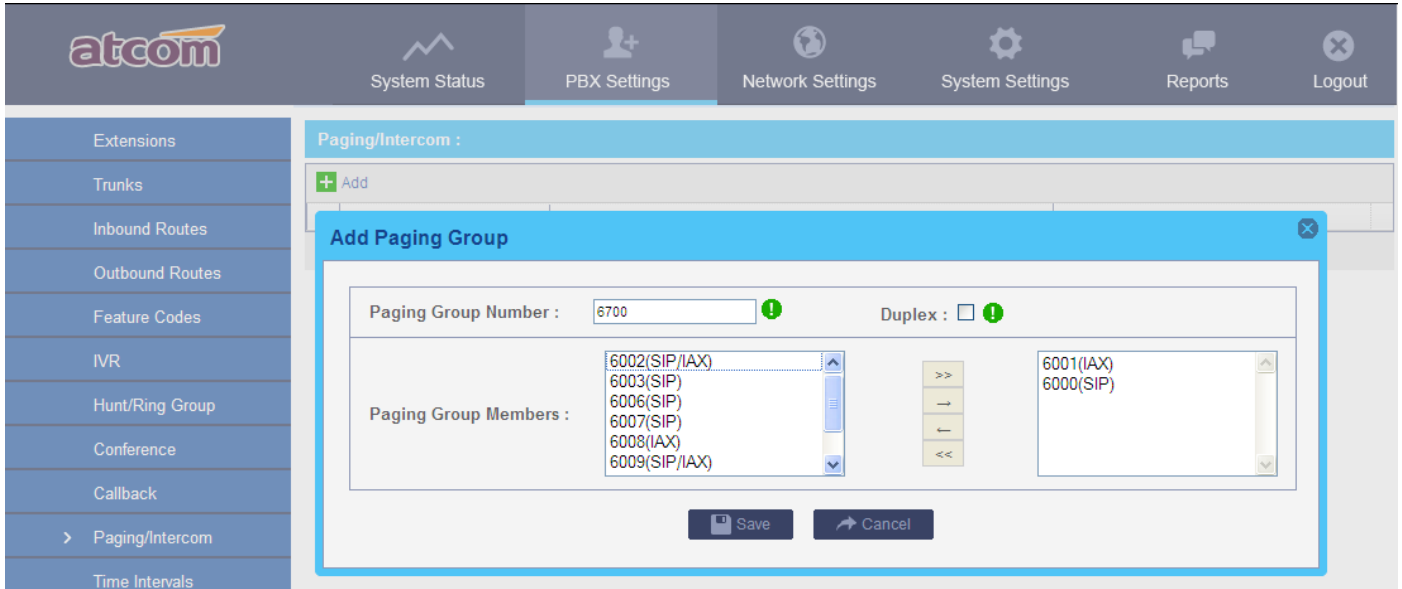 atcom
System Status
PBX Settings
Network Settings
System Settings
Reports
Logout
Extensions
Trunks
Inbound Routes
Outbound Routes
Feature Codes
IVR
Hunt/Ring Group
Conference
Callback
> Paging/Intercom
Time Intervals
Paging/Intercom :
Add
Add Paging Group
Paging Group Number : 6700 Duplex :
Paging Group Members :
6002(SIP/IAX)
6003(SIP)
6006(SIP)
6007(SIP)
6008(IAX)
6009(SIP/IAX)
>>
→
←
<<
6001(IAX)
6000(SIP)
Save
Cancel